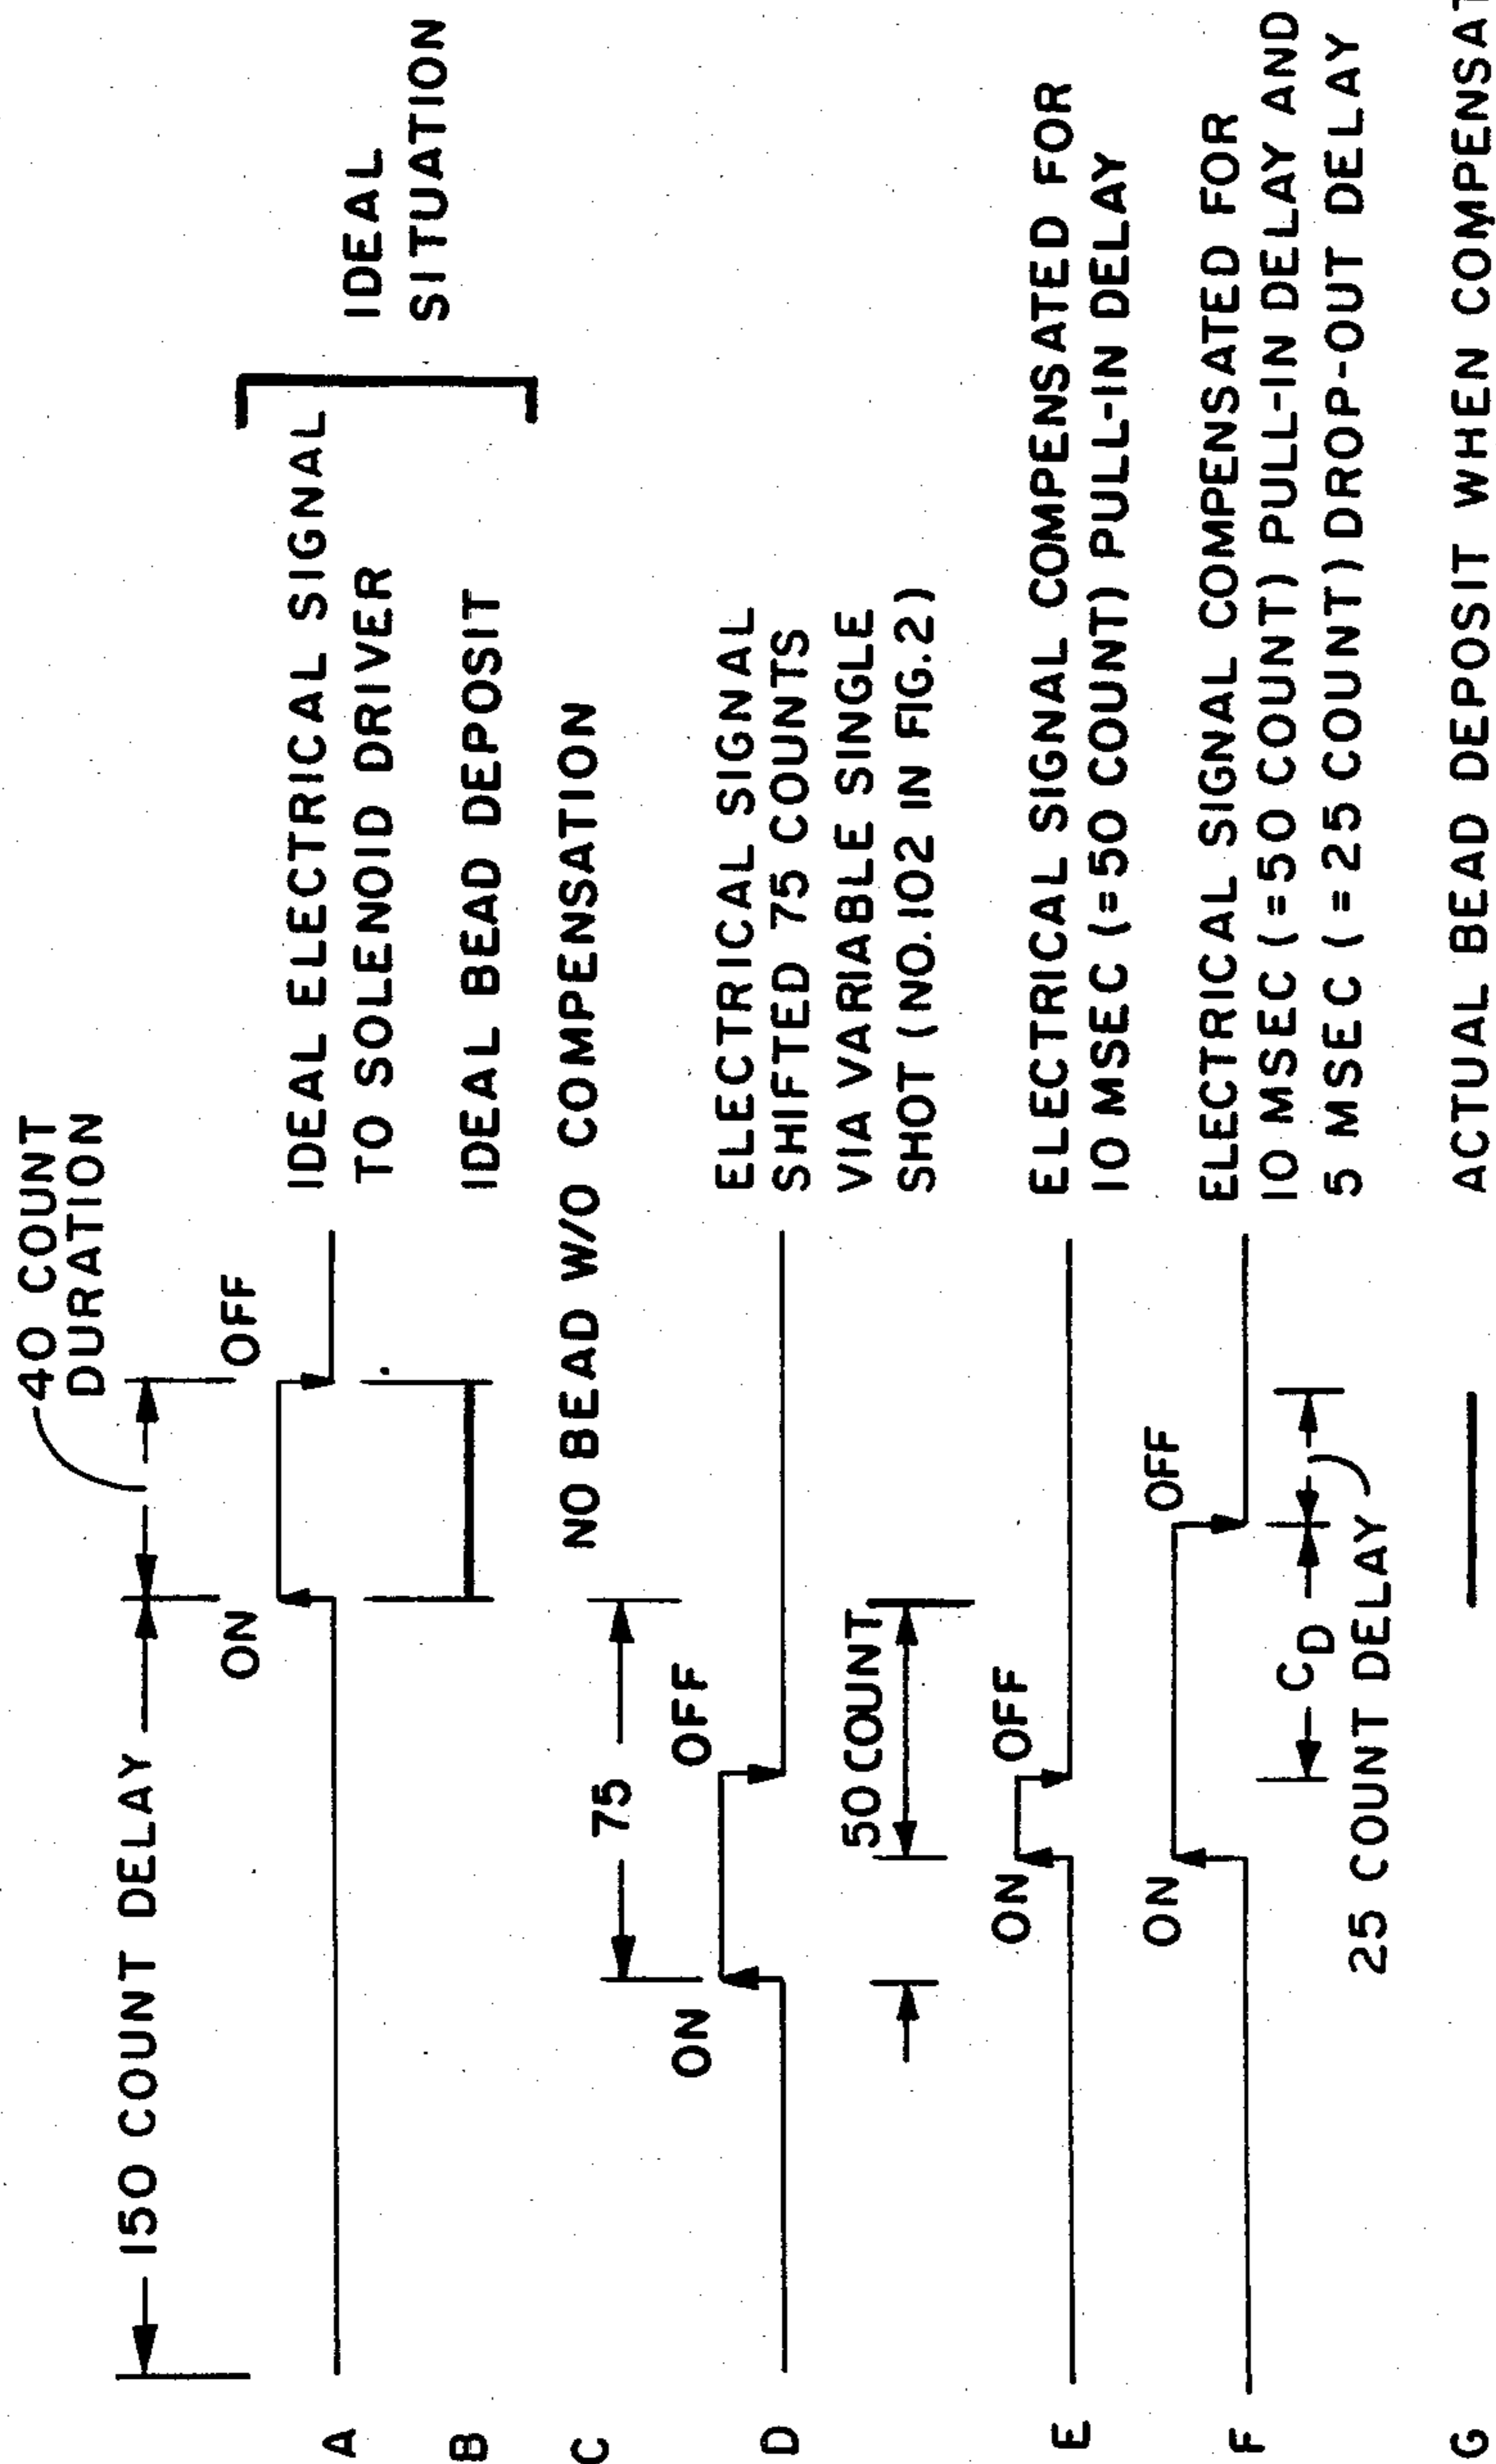 150 COUNT DELAY
40 COUNT
DURATION
A
ON
OFF
IDEAL ELECTRICAL SIGNAL
TO SOLENOID DRIVER
IDEAL
SITUATION
B
IDEAL BEAD DEPOSIT
C
NO BEAD W/O COMPENSATION
75
D
ON
OFF
ELECTRICAL SIGNAL
SHIFTED 75 COUNTS
VIA VARIABLE SINGLE
SHOT (NO.102 IN FIG.2)
50 COUNT
E
ON
OFF
ELECTRICAL SIGNAL COMPENSATED FOR
10 MSEC (=50 COUNT) PULL-IN DELAY
F
ON
OFF
ELECTRICAL SIGNAL COMPENSATED FOR
10 MSEC (=50 COUNT) PULL-IN DELAY AND
5 MSEC (=25 COUNT) DROP-OUT DELAY
CD
25 COUNT DELAY
G
ACTUAL BEAD DEPOSIT WHEN